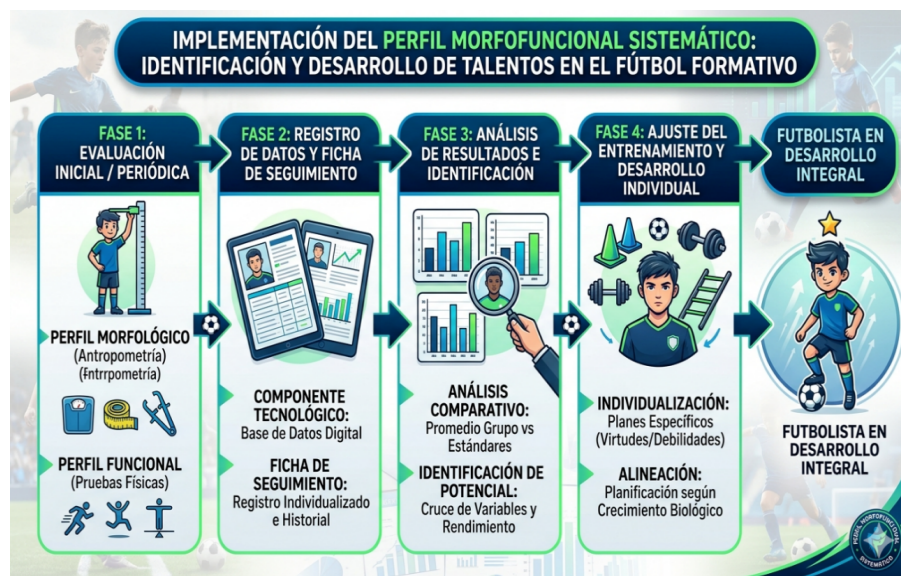 IMPLEMENTACIÓN DEL PERFIL MORFOFUNCIONAL SISTEMÁTICO:
IDENTIFICACIÓN Y DESARROLLO DE TALENTOS EN EL FÚTBOL FORMATIVO
FASE 1:
EVALUACIÓN
INICIAL / PERIÓDICA
PERFIL MORFOLÓGICO
(Antropometría)
(Fntrrpometría)
PERFIL FUNCIONAL
(Pruebas Físicas)
FASE 2: REGISTRO
DE DATOS Y FICHA
DE SEGUIMIENTO
COMPONENTE
TECNOLÓGICO:
Base de Datos Digital
FICHA DE
SEGUIMIENTO:
Registro Individualizado
e Historial
FASE 3: ANÁLISIS
DE RESULTADOS E
IDENTIFICACIÓN
ANÁLISIS
COMPARATIVO:
Promedio Grupo vs
Estándares
IDENTIFICACIÓN DE
POTENCIAL:
Cruce de Variables y
Rendimiento
FASE 4: AJUSTE DEL
ENTRENAMIENTO Y
DESARROLLO
INDIVIDUAL
INDIVIDUALIZACIÓN:
Planes Específicos
(Virtudes/Debilidades)
ALINEACIÓN:
Planificación según
Crecimiento Biológico
FUTBOLISTA EN
DESARROLLO
INTEGRAL
FUTBOLISTA EN
DESARROLLO
INTEGRAL
PERFIL MORFOFUNCIONAL
SISTEMÁTICO